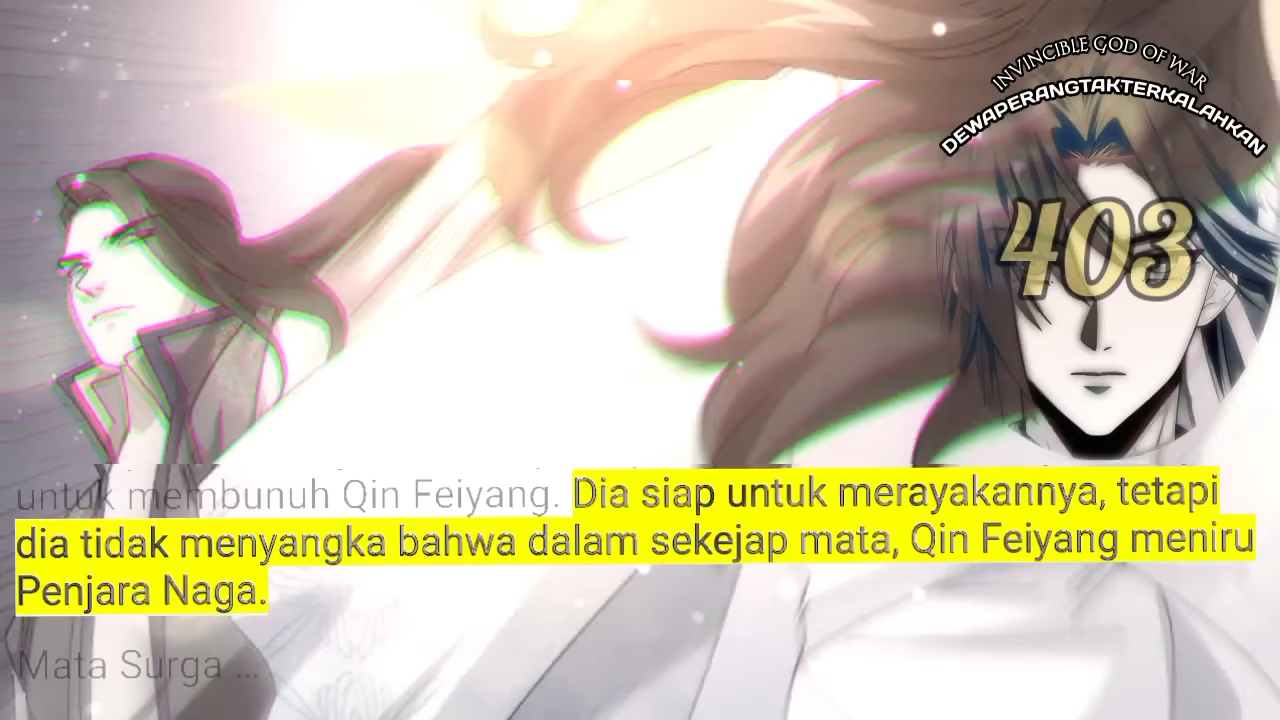 INVINCIBLE GOD OF WAR
DEWAPERANGTAKTERKALAHKAN
403
untuk membunuh Qin Feiyang. Dia siap untuk merayakannya, tetapi
dia tidak menyangka bahwa dalam sekejap mata, Qin Feiyang meniru
Penjara Naga.
Mata Surga ...